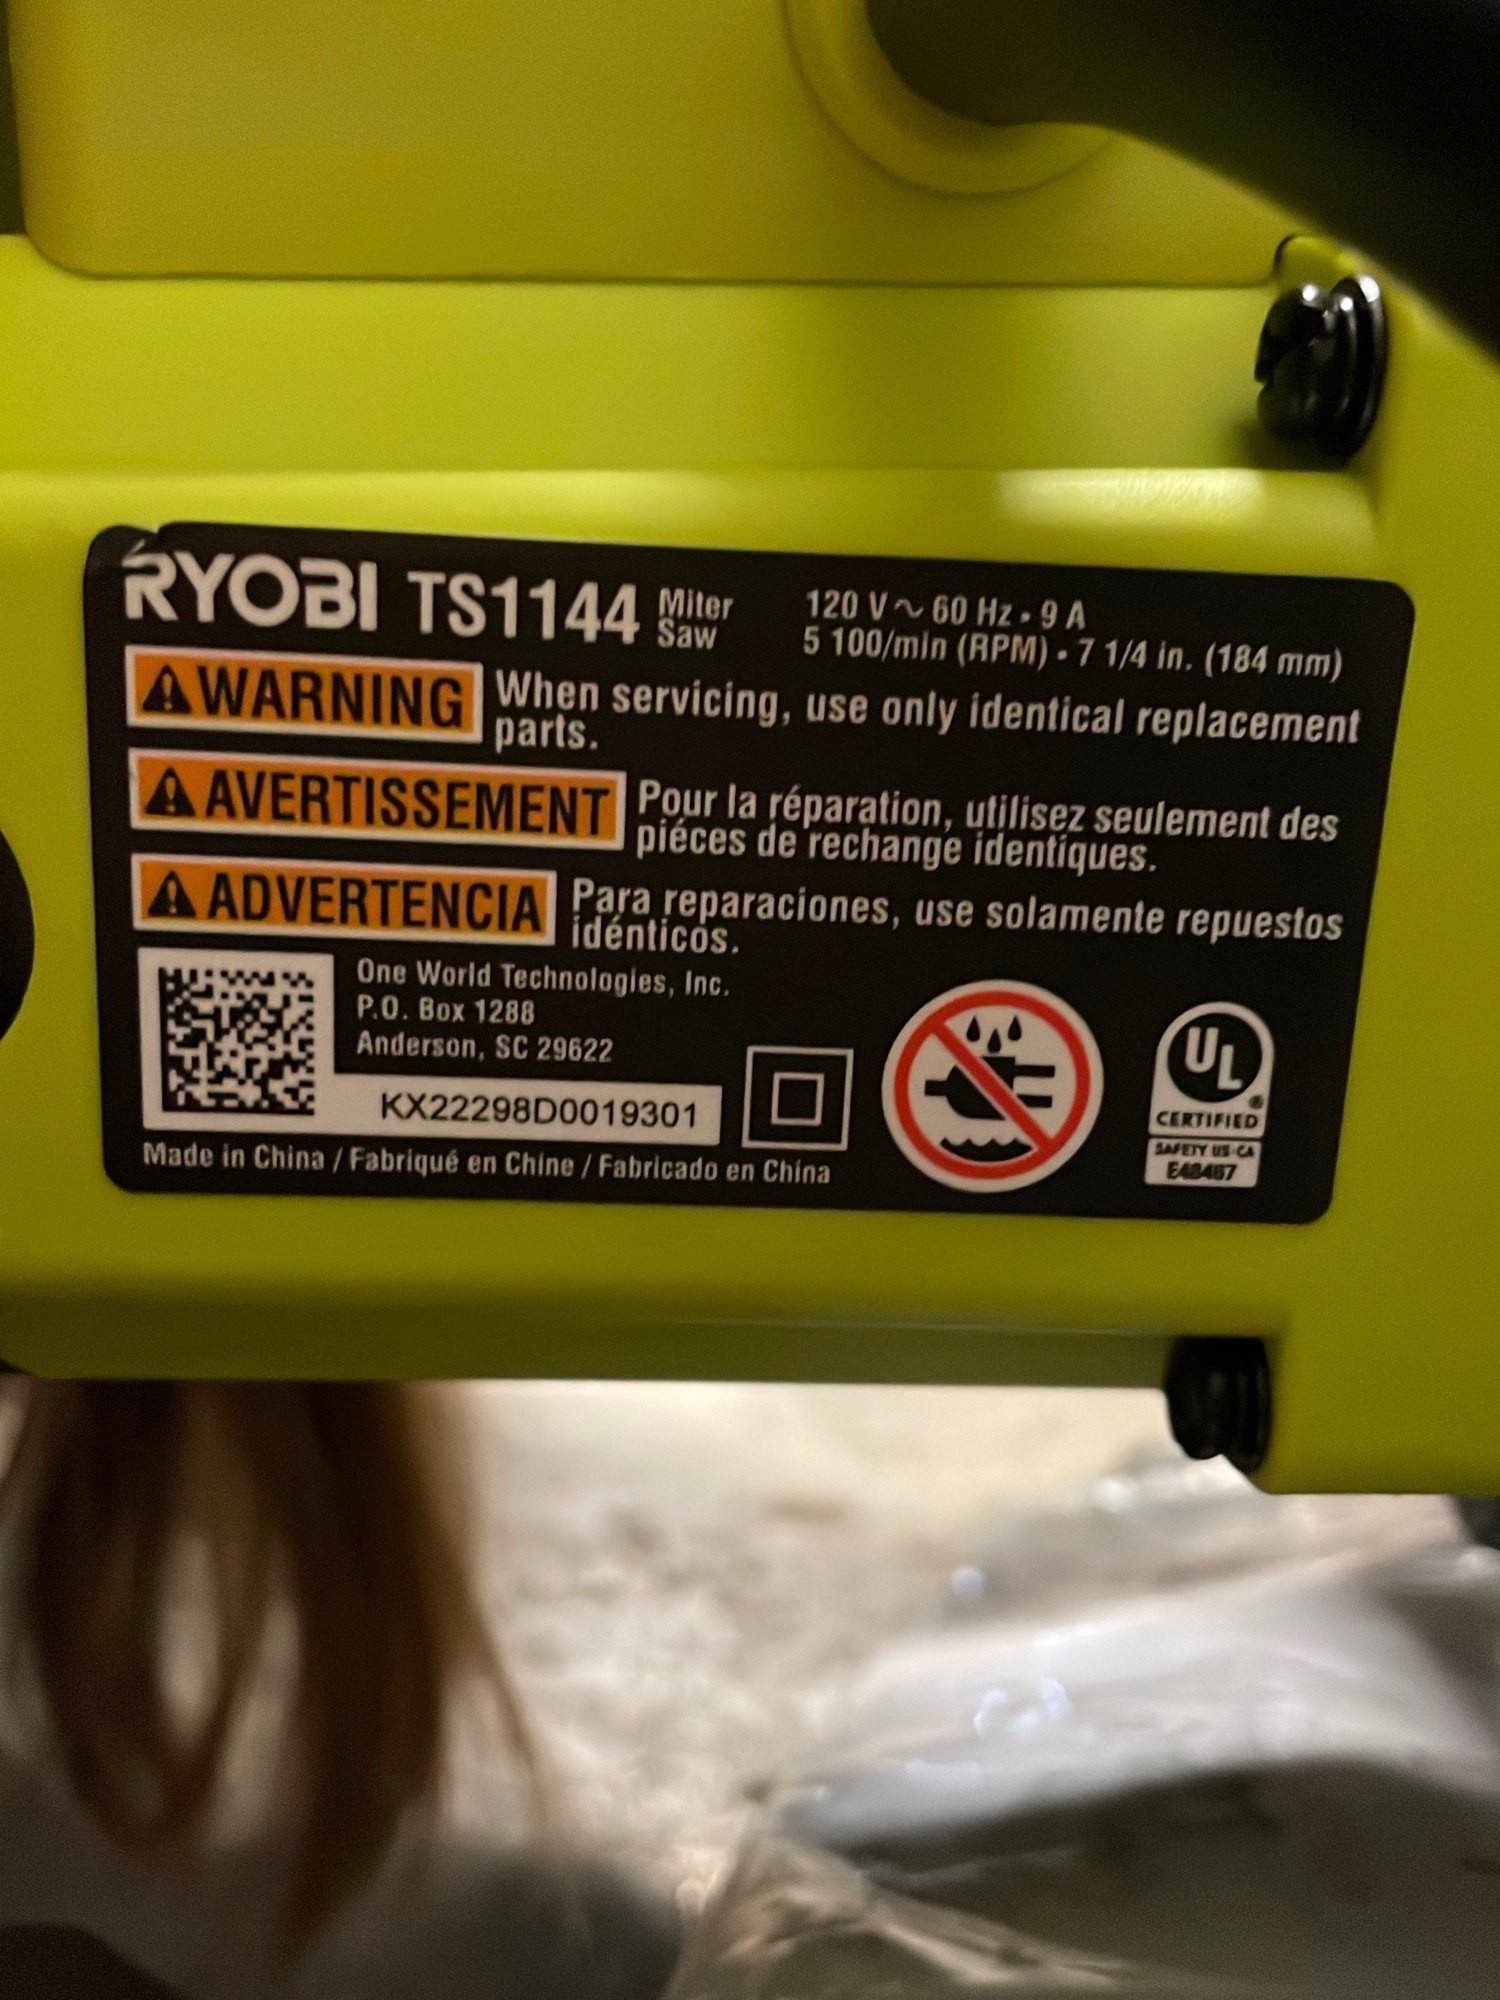 RYOBI TS1144 Miter Saw
120 V ~ 60 Hz • 9 A
5 100/min (RPM) • 7 1/4 in. (184 mm)
WARNING When servicing, use only identical replacement
parts.
AVERTISSEMENT Pour la réparation, utilisez seulement des
piéces de rechange identiques.
ADVERTENCIA Para reparaciones, use solamente repuestos
idénticos.
One World Technologies, Inc.
P.O. Box 1288
Anderson, SC 29622
KX22298D0019301
Made in China / Fabriqué en Chine / Fabricado en China
UL
®
CERTIFIED
SAFETY US-CA
E48467